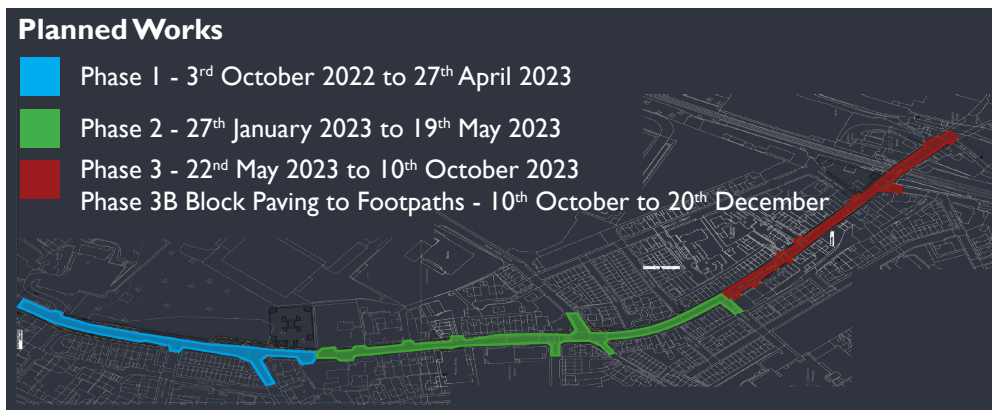 Planned Works
Phase 1 - 3rd October 2022 to 27th April 2023
Phase 2 - 27th January 2023 to 19th May 2023
Phase 3 - 22nd May 2023 to 10th October 2023
Phase 3B Block Paving to Footpaths - 10th October to 20th December